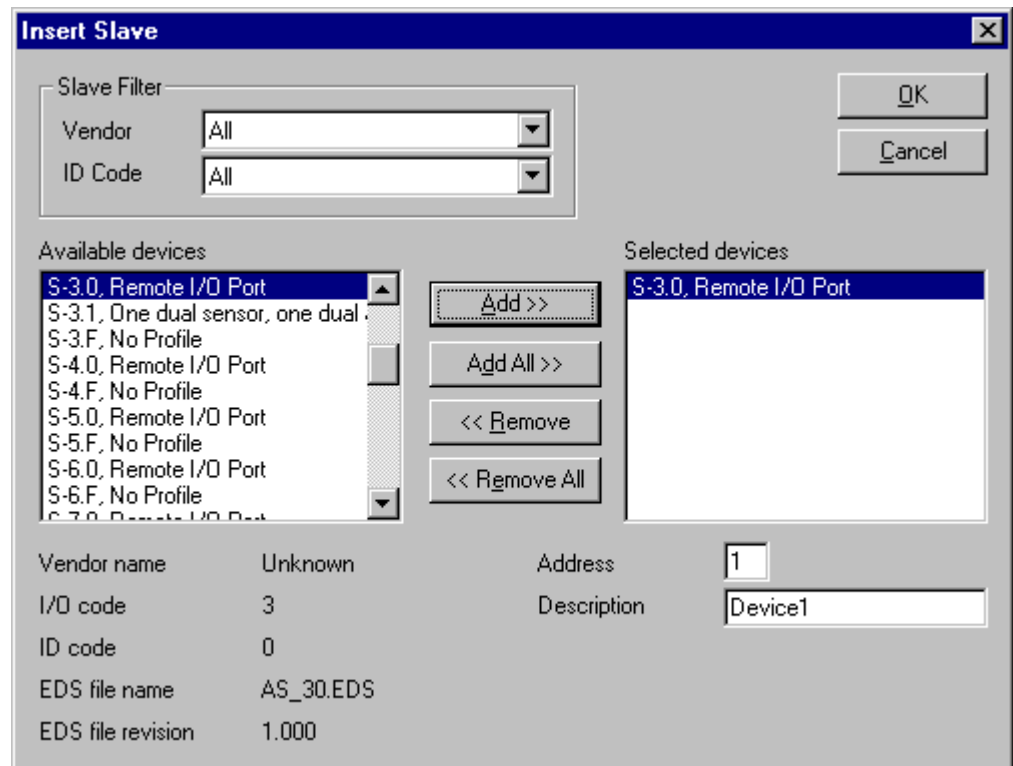 Insert Slave
Slave Filter
Vendor All
ID Code All
OK
Cancel
Available devices
S-3.0, Remote I/O Port
S-3.1, One dual sensor, one dual
S-3.F, No Profile
S-4.0, Remote I/O Port
S-4.F, No Profile
S-5.0, Remote I/O Port
S-5.F, No Profile
S-6.0, Remote I/O Port
S-6.F, No Profile
S-7.0, Remote I/O Port
Add >>
Add All >>
<< Remove
<< Remove All
Selected devices
S-3.0, Remote I/O Port
Vendor name Unknown
I/O code 3
ID code 0
EDS file name AS_30.EDS
EDS file revision 1.000
Address 1
Description Device1